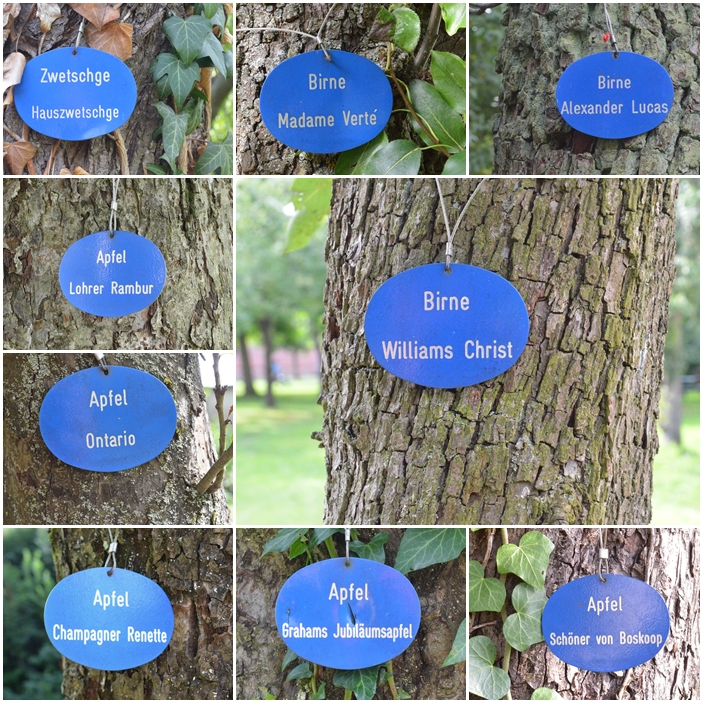 Zwetschge
Hauszwetschge
Birne
Madame Verté
Birne
Alexander Lucas
Apfel
Lohrer Rambur
Birne
Williams Christ
Apfel
Ontario
Apfel
Champagner Renette
Apfel
Grahams Jubiläumsapfel
Apfel
Schöner von Boskoop